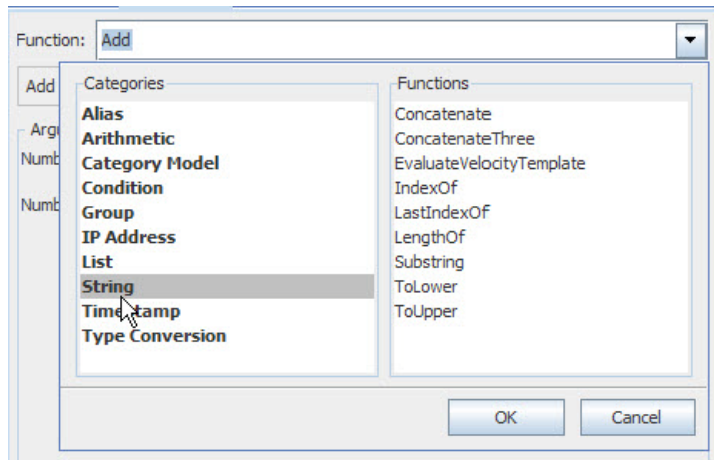 Function: Add
Add
Categories
Functions
Alias
Arithmetic
Category Model
Condition
Group
IP Address
List
String
Timestamp
Type Conversion
Concatenate
ConcatenateThree
EvaluateVelocityTemplate
IndexOf
LastIndexOf
LengthOf
Substring
ToLower
ToUpper
OK
Cancel